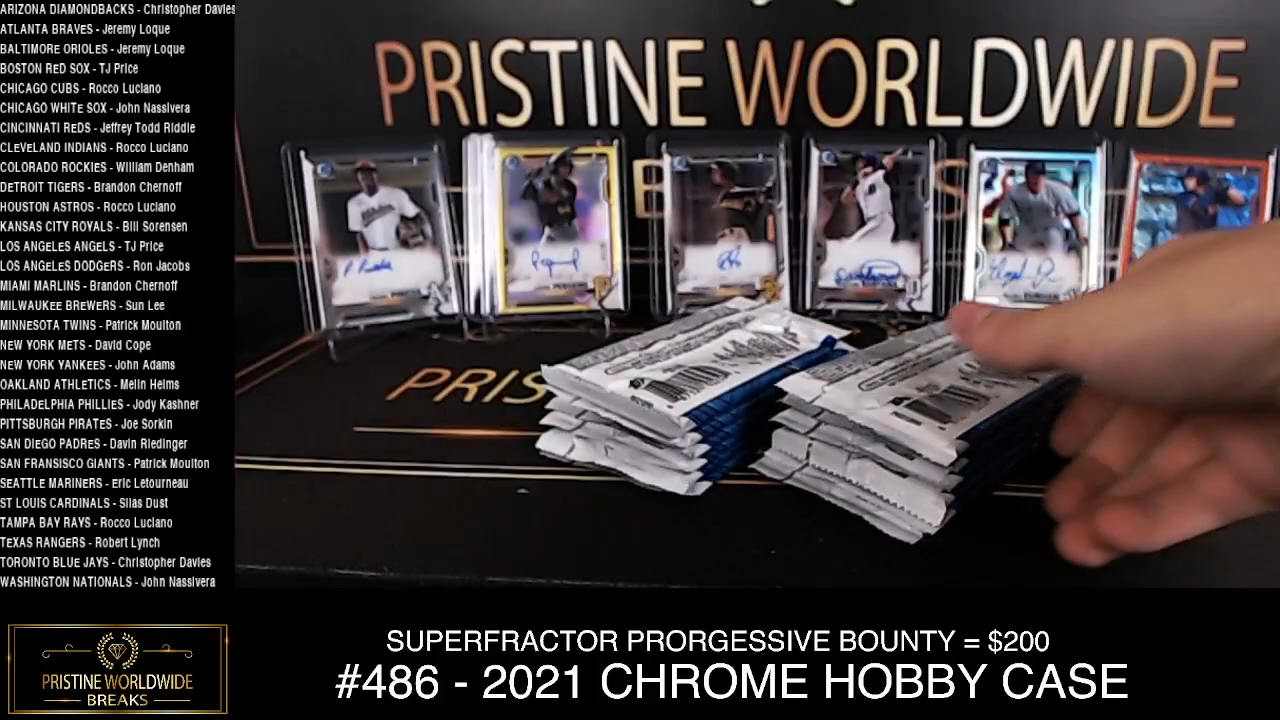 ARIZONA DIAMONDBACKS - Christopher Davies
ATLANTA BRAVES - Jeremy Loque
BALTIMORE ORIOLES - Jeremy Loque
BOSTON RED SOX - TJ Price
CHICAGO CUBS - Rocco Luciano
CHICAGO WHITE SOX - John Nassivera
CINCINNATI REDS - Jeffrey Todd Riddle
CLEVELAND INDIANS - Rocco Luciano
COLORADO ROCKIES - William Denham
DETROIT TIGERS - Brandon Chernoff
HOUSTON ASTROS - Rocco Luciano
KANSAS CITY ROYALS - Bill Sorensen
LOS ANGELES ANGELS - TJ Price
LOS ANGELES DODGERS - Ron Jacobs
MIAMI MARLINS - Brandon Chernoff
MILWAUKEE BREWERS - Sun Lee
MINNESOTA TWINS - Patrick Moulton
NEW YORK METS - David Cope
NEW YORK YANKEES - John Adams
OAKLAND ATHLETICS - Melin Helms
PHILADELPHIA PHILLIES - Jody Kashner
PITTSBURGH PIRATES - Joe Sorkin
SAN DIEGO PADRES - Davin Riedinger
SAN FRANSISCO GIANTS - Patrick Moulton
SEATTLE MARINERS - Eric Letourneau
ST LOUIS CARDINALS - Silas Dust
TAMPA BAY RAYS - Rocco Luciano
TEXAS RANGERS - Robert Lynch
TORONTO BLUE JAYS - Christopher Davies
WASHINGTON NATIONALS - John Nassivera
PRISTINE WORLDWIDE
PRIS
PRISTINE WORLDWIDE
BREAKS
SUPERFRACTOR PRORGESSIVE BOUNTY = $200
#486 - 2021 CHROME HOBBY CASE